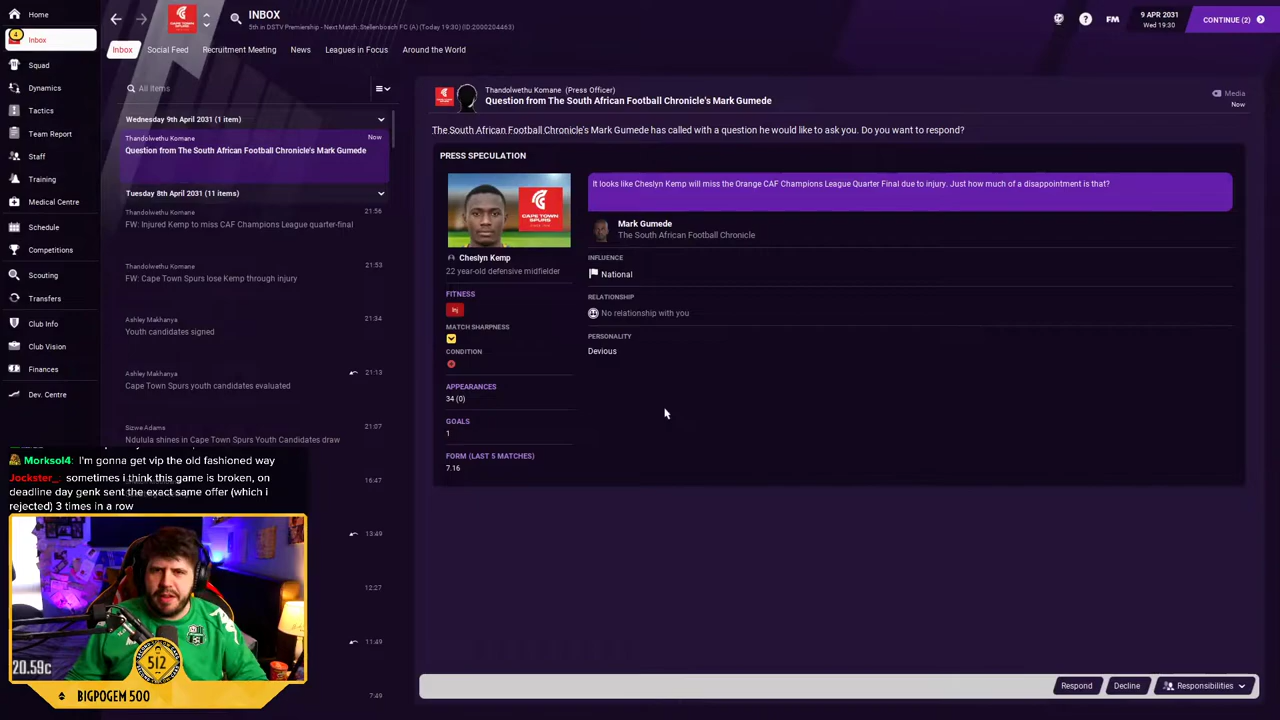 Home
4
Inbox
Squad
Dynamics
Tactics
Team Report
Staff
Training
Medical Centre
Schedule
Competitions
Scouting
Transfers
Club Info
Club Vision
Finances
Dev. Centre
CAPE TOWN SPURS
INBOX
5th in DSTV Premiership - Next Match: Stellenbosch FC (A) (Today 19:30) (ID:2000204463)
?
FM
9 APR 2031
Wed 19:30
CONTINUE (2)
Inbox
Social Feed
Recruitment Meeting
News
Leagues in Focus
Around the World
All Items
Wednesday 9th April 2031 (1 item)
Thandolwethu Komane
Now
Question from The South African Football Chronicle's Mark Gumede
Tuesday 8th April 2031 (11 items)
Thandolwethu Komane
21:56
FW: Injured Kemp to miss CAF Champions League quarter-final
Thandolwethu Komane
21:53
FW: Cape Town Spurs lose Kemp through injury
Ashley Makhanya
21:34
Youth candidates signed
Ashley Makhanya
21:13
Cape Town Spurs youth candidates evaluated
Sizwe Adams
21:07
Ndulula shines in Cape Town Spurs Youth Candidates draw
16:47
13:49
12:27
11:49
7:49
Thandolwethu Komane (Press Officer)
Question from The South African Football Chronicle's Mark Gumede
Media
Now
The South African Football Chronicle's Mark Gumede has called with a question he would like to ask you. Do you want to respond?
PRESS SPECULATION
CAPE TOWN
SPURS
Cheslyn Kemp
22 year-old defensive midfielder
FITNESS
Inj
MATCH SHARPNESS
CONDITION
APPEARANCES
34 (0)
GOALS
1
FORM (LAST 5 MATCHES)
7.16
It looks like Cheslyn Kemp will miss the Orange CAF Champions League Quarter Final due to injury. Just how much of a disappointment is that?
Mark Gumede
The South African Football Chronicle
INFLUENCE
National
RELATIONSHIP
No relationship with you
PERSONALITY
Devious
Respond
Decline
Responsibilities
Morksol4: I'm gonna get vip the old fashioned way
Jockster_: sometimes i think this game is broken, on
deadline day genk sent the exact same offer (which i
rejected) 3 times in a row
20.59c
512
BIGPOGEM 500